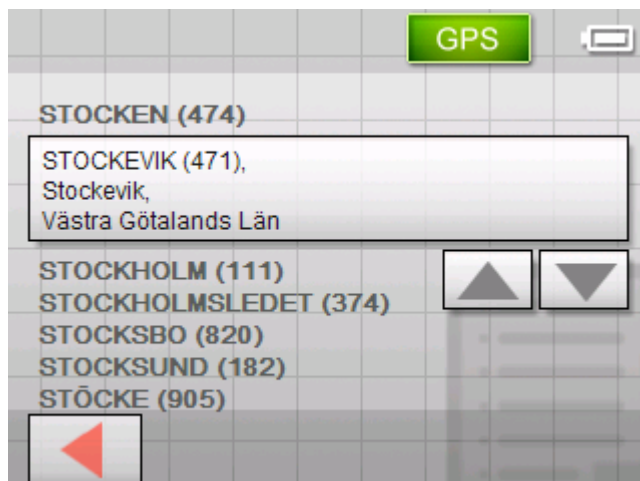 GPS
STOCKEN (474)
STOCKEVIK (471),
Stockevik,
Västra Götalands Län
STOCKHOLM (111)
STOCKHOLMSLEDET (374)
STOCKSBO (820)
STOCKSUND (182)
STÖCKE (905)